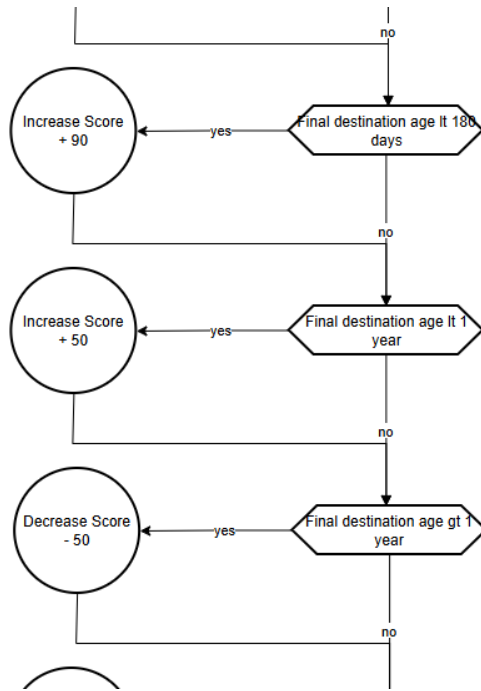 no
Increase Score
+ 90
yes
Final destination age lt 180
days
no
Increase Score
+ 50
yes
Final destination age lt 1
year
no
Decrease Score
- 50
yes
Final destination age gt 1
year
no